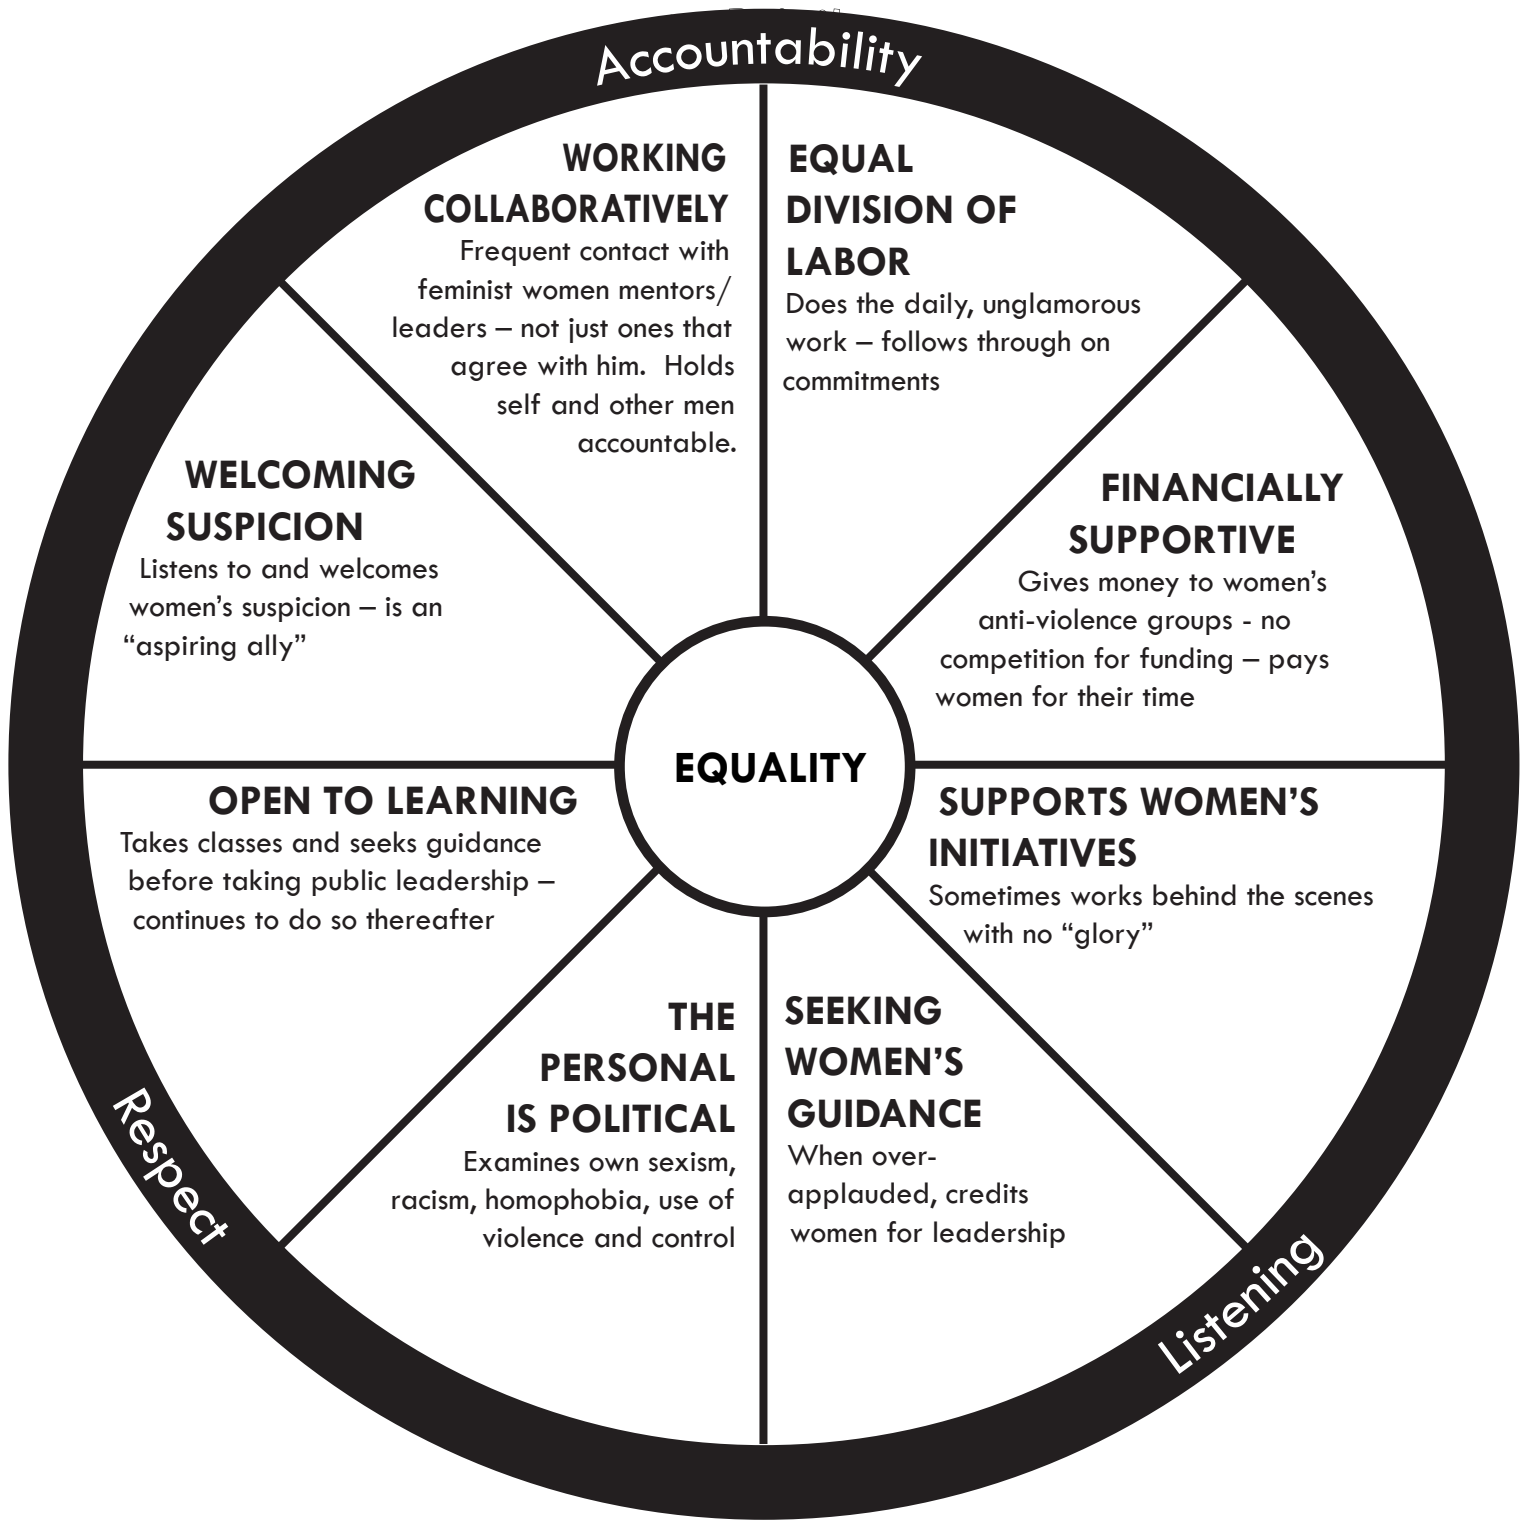 Accountability
WORKING
COLLABORATIVELY
Frequent contact with
feminist women mentors/
leaders – not just ones that
agree with him.  Holds
self and other men
accountable.
EQUAL
DIVISION OF
LABOR
Does the daily, unglamorous
work – follows through on
commitments
WELCOMING
SUSPICION
Listens to and welcomes
women’s suspicion – is an
“aspiring ally”
FINANCIALLY
SUPPORTIVE
Gives money to women’s
anti-violence groups - no
competition for funding – pays
women for their time
EQUALITY
OPEN TO LEARNING
Takes classes and seeks guidance
before taking public leadership –
continues to do so thereafter
SUPPORTS WOMEN’S
INITIATIVES
Sometimes works behind the scenes
with no “glory”
THE
PERSONAL
IS POLITICAL
Examines own sexism,
racism, homophobia, use of
violence and control
SEEKING
WOMEN’S
GUIDANCE
When over-
applauded, credits
women for leadership
Respect
Listening